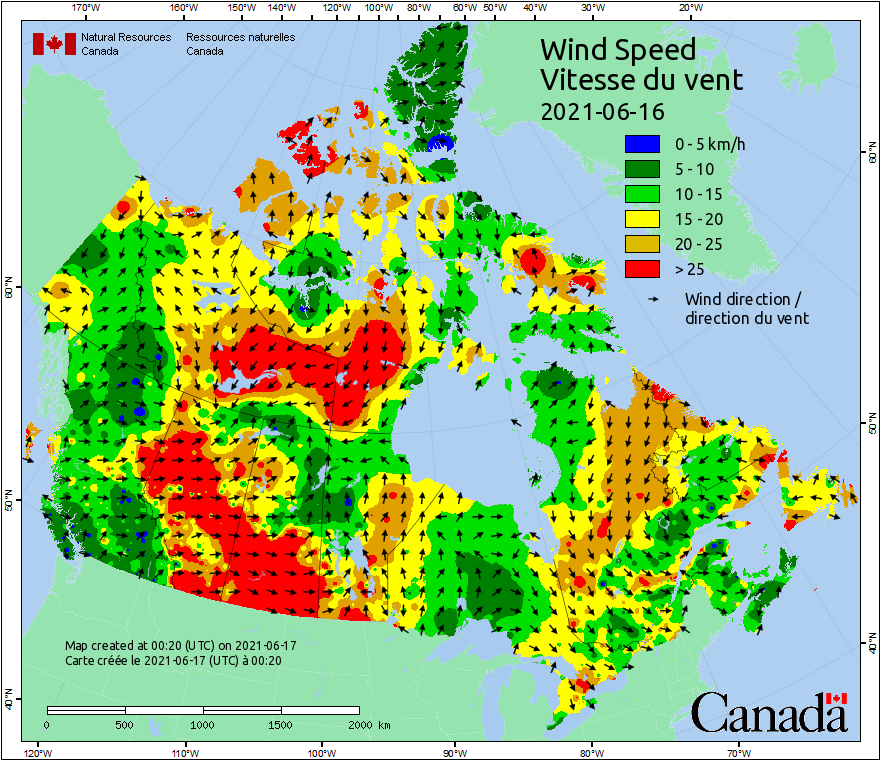 170°W 160°W 150°W 140°W 130°W 120°W 110°W 100°W 90°W 80°W 70°W 60°W 50°W 40°W 30°W 20°W
Natural Resources Canada
Ressources naturelles Canada
Wind Speed
Vitesse du vent
2021-06-16
0 - 5 km/h
5 - 10
10 - 15
15 - 20
20 - 25
> 25
Wind direction /
direction du vent
60°N
50°N
40°N
60°N
50°N
40°N
Map created at 00:20 (UTC) on 2021-06-17
Carte créée le 2021-06-17 (UTC) à 00:20
0 500 1000 1500 2000 km
Canada
120°W 110°W 100°W 90°W 80°W 70°W